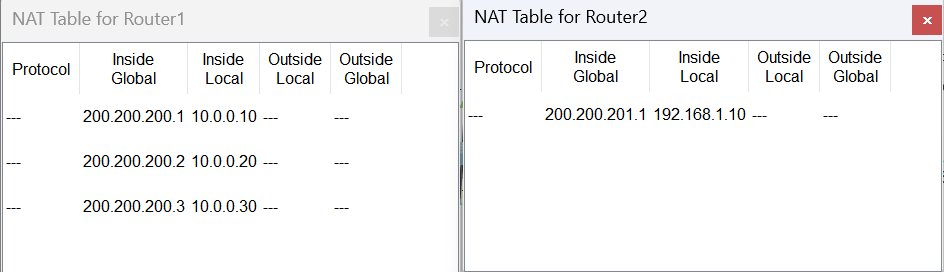 NAT Table for Router1
Protocol Inside Global Inside Local Outside Local Outside Global
--- 200.200.200.1 10.0.0.10 --- ---
--- 200.200.200.2 10.0.0.20 --- ---
--- 200.200.200.3 10.0.0.30 --- ---
NAT Table for Router2
Protocol Inside Global Inside Local Outside Local Outside Global
--- 200.200.201.1 192.168.1.10 --- ---